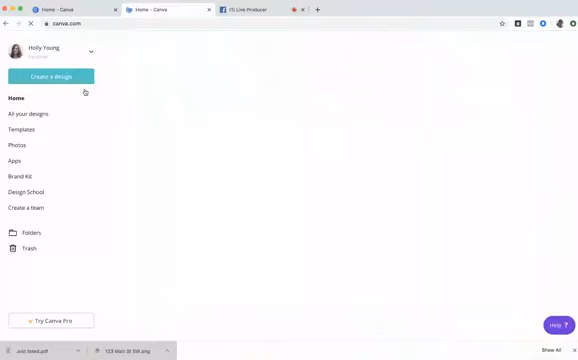 Home - Canva
Home - Canva
(1) Live Producer
canva.com
Holly Young
Create a design
Home
All your designs
Templates
Photos
Apps
Brand Kit
Design School
Create a team
Folders
Trash
Try Canva Pro
Help ?
Just listed.pdf
123 Main St SW.png
Show All